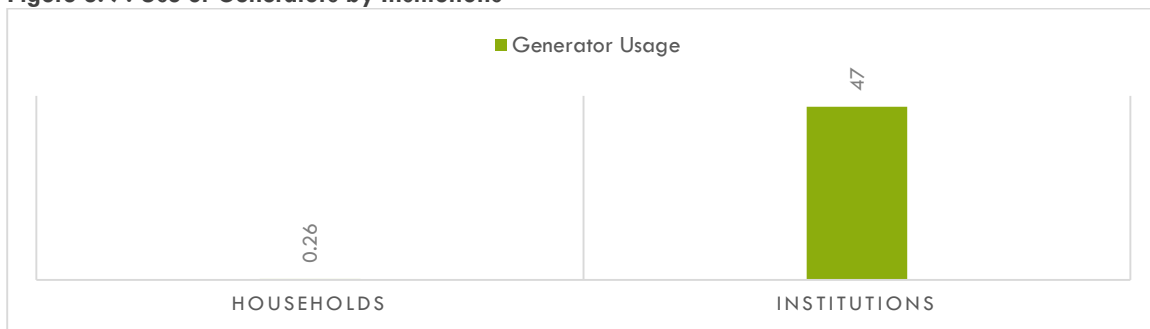 Generator Usage
47
0.26
HOUSEHOLDS
INSTITUTIONS